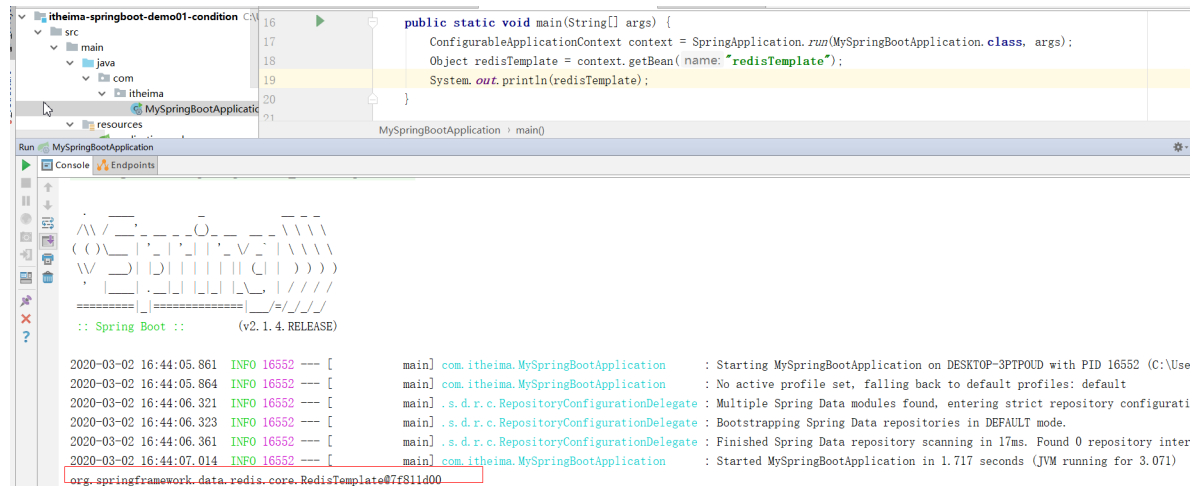 itheima-springboot-demo01-condition
src
main
java
com
itheima
MySpringBootApplicatio
resources
16 public static void main(String[] args) {
17 ConfigurableApplicationContext context = SpringApplication.run(MySpringBootApplication.class, args);
18 Object redisTemplate = context.getBean( name: "redisTemplate");
19 System.out.println(redisTemplate);
20 }
21
MySpringBootApplication › main()
Run MySpringBootApplication
Console Endpoints
:: Spring Boot :: (v2.1.4.RELEASE)
2020-03-02 16:44:05.861 INFO 16552 --- [ main] com.itheima.MySpringBootApplication : Starting MySpringBootApplication on DESKTOP-3PTPOUD with PID 16552 (C:\Use
2020-03-02 16:44:05.864 INFO 16552 --- [ main] com.itheima.MySpringBootApplication : No active profile set, falling back to default profiles: default
2020-03-02 16:44:06.321 INFO 16552 --- [ main] .s.d.r.c.RepositoryConfigurationDelegate : Multiple Spring Data modules found, entering strict repository configurati
2020-03-02 16:44:06.323 INFO 16552 --- [ main] .s.d.r.c.RepositoryConfigurationDelegate : Bootstrapping Spring Data repositories in DEFAULT mode.
2020-03-02 16:44:06.361 INFO 16552 --- [ main] .s.d.r.c.RepositoryConfigurationDelegate : Finished Spring Data repository scanning in 17ms. Found 0 repository inter
2020-03-02 16:44:07.014 INFO 16552 --- [ main] com.itheima.MySpringBootApplication : Started MySpringBootApplication in 1.717 seconds (JVM running for 3.071)
org.springframework.data.redis.core.RedisTemplate@7f811d00